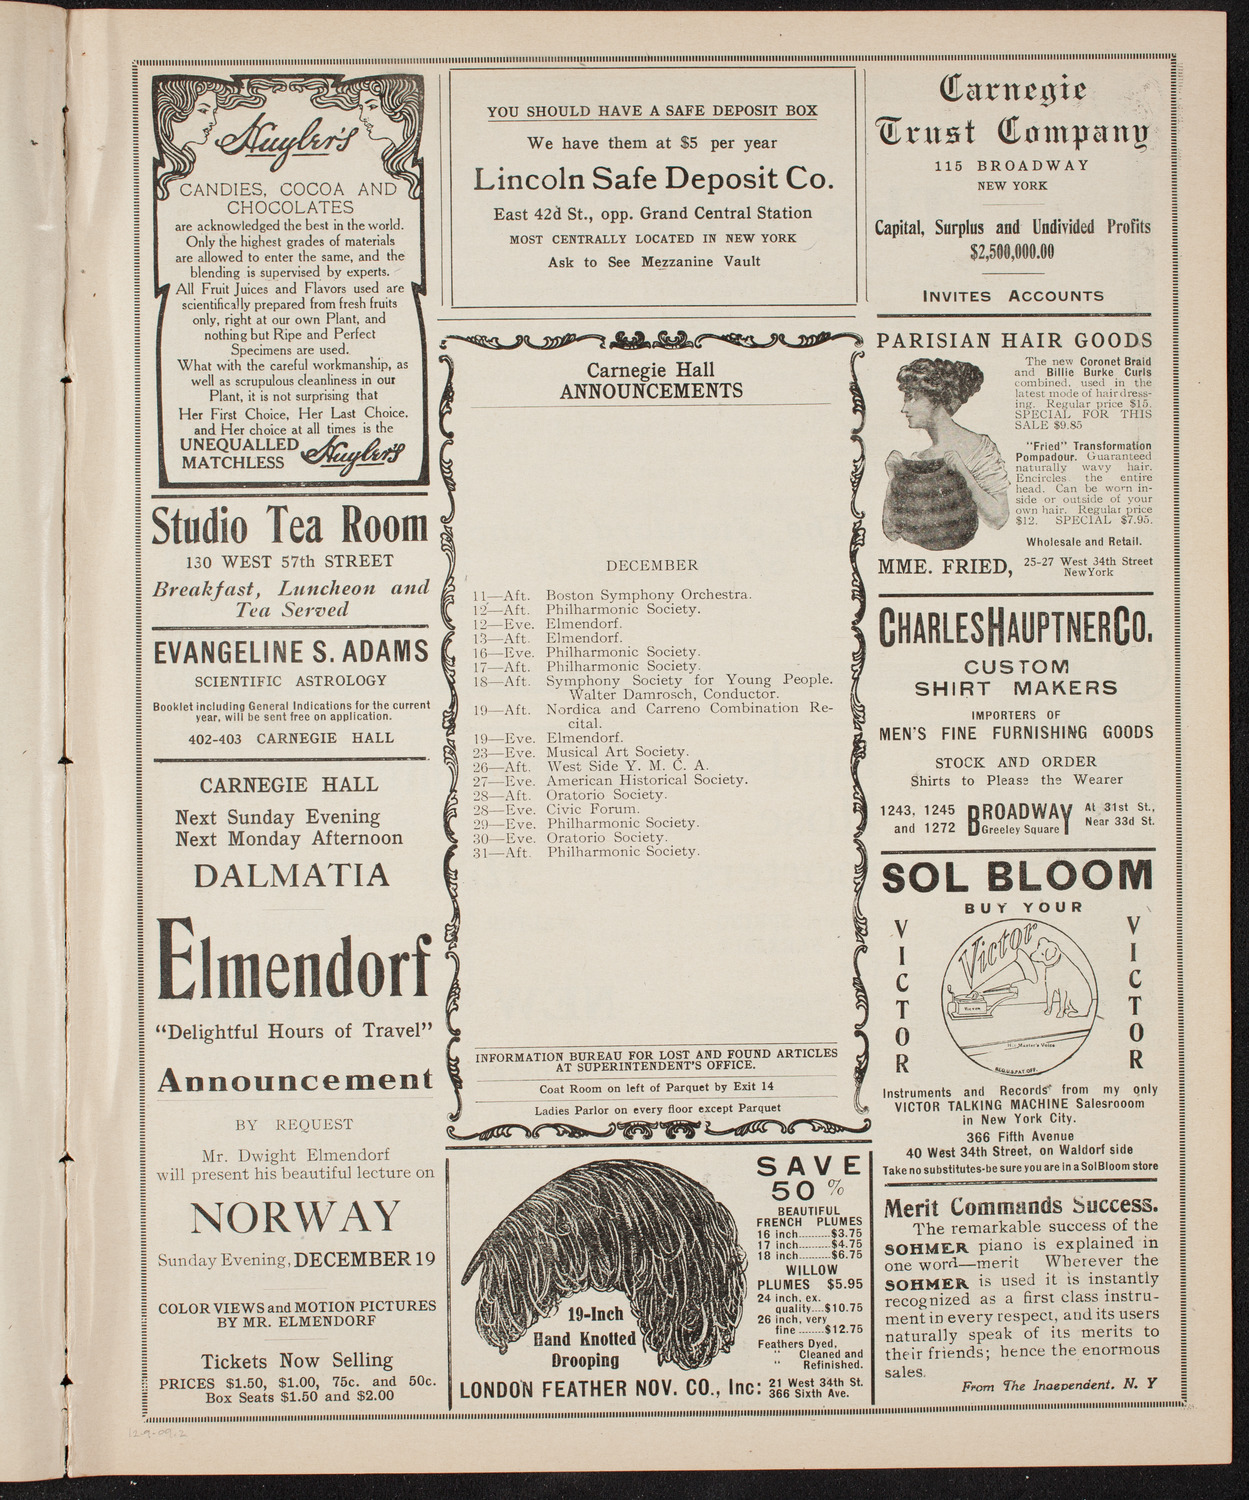 Huyler's
CANDIES, COCOA AND
CHOCOLATES
are acknowledged the best in the world.
Only the highest grades of materials
are allowed to enter the same, and the
blending is supervised by experts.
All Fruit Juices and Flavors used are
scientifically prepared from fresh fruits
only, right at our own Plant, and
nothing but Ripe and Perfect
Specimens are used.
What with the careful workmanship, as
well as scrupulous cleanliness in our
Plant, it is not surprising that
Her First Choice, Her Last Choice,
and Her choice at all times is the
UNEQUALLED
MATCHLESS Huyler's
Studio Tea Room
130 WEST 57th STREET
Breakfast, Luncheon and
Tea Served
EVANGELINE S. ADAMS
SCIENTIFIC ASTROLOGY
Booklet including General Indications for the current
year, will be sent free on application.
402-403 CARNEGIE HALL
CARNEGIE HALL
Next Sunday Evening
Next Monday Afternoon
DALMATIA
Elmendorf
"Delightful Hours of Travel"
Announcement
BY REQUEST
Mr. Dwight Elmendorf
will present his beautiful lecture on
NORWAY
Sunday Evening, DECEMBER 19
COLOR VIEWS and MOTION PICTURES
BY MR. ELMENDORF
Tickets Now Selling
PRICES $1.50, $1.00, 75c. and 50c.
Box Seats $1.50 and $2.00
YOU SHOULD HAVE A SAFE DEPOSIT BOX
We have them at $5 per year
Lincoln Safe Deposit Co.
East 42d St., opp. Grand Central Station
MOST CENTRALLY LOCATED IN NEW YORK
Ask to See Mezzanine Vault
Carnegie Hall
ANNOUNCEMENTS
DECEMBER
11—Aft. Boston Symphony Orchestra.
12—Aft. Philharmonic Society.
12—Eve. Elmendorf.
13—Aft. Elmendorf.
16—Eve. Philharmonic Society.
17—Aft. Philharmonic Society.
18—Aft. Symphony Society for Young People.
Walter Damrosch, Conductor.
19—Aft. Nordica and Carreno Combination Re-
cital.
19—Eve. Elmendorf.
23—Eve. Musical Art Society.
26—Aft. West Side Y. M. C. A.
27—Eve. American Historical Society.
28—Aft. Oratorio Society.
28—Eve. Civic Forum.
29—Eve. Philharmonic Society.
30—Eve. Oratorio Society.
31—Aft. Philharmonic Society.
INFORMATION BUREAU FOR LOST AND FOUND ARTICLES
AT SUPERINTENDENT'S OFFICE.
Coat Room on left of Parquet by Exit 14
Ladies Parlor on every floor except Parquet
19-Inch
Hand Knotted
Drooping
SAVE
50 %
BEAUTIFUL
FRENCH PLUMES
16 inch.........$3.75
17 inch.........$4.75
18 inch.........$6.75
WILLOW
PLUMES $5.95
24 inch, ex.
quality....$10.75
26 inch, very
fine........$12.75
Feathers Dyed,
" Cleaned and
" Refinished.
LONDON FEATHER NOV. CO., Inc: 21 West 34th St.
366 Sixth Ave.
Carnegie
Trust Company
115 BROADWAY
NEW YORK
Capital, Surplus and Undivided Profits
$2,500,000.00
INVITES ACCOUNTS
PARISIAN HAIR GOODS
The new Coronet Braid
and Billie Burke Curls
combined, used in the
latest mode of hairdress-
ing. Regular price $15.
SPECIAL FOR THIS
SALE $9.85
"Fried" Transformation
Pompadour. Guaranteed
naturally wavy hair.
Encircles the entire
head. Can be worn in-
side or outside of your
own hair. Regular price
$12. SPECIAL $7.95.
Wholesale and Retail.
MME. FRIED, 25-27 West 34th Street
New York
CHARLES HAUPTNER CO.
CUSTOM
SHIRT MAKERS
IMPORTERS OF
MEN'S FINE FURNISHING GOODS
STOCK AND ORDER
Shirts to Please the Wearer
1243, 1245
and 1272 BROADWAY
Greeley Square
At 31st St.,
Near 33d St.
SOL BLOOM
BUY YOUR
VICTOR
Victor
VICTOR
His Master's Voice
REG. U.S. PAT. OFF.
Instruments and Records from my only
VICTOR TALKING MACHINE Salesrooom
in New York City.
366 Fifth Avenue
40 West 34th Street, on Waldorf side
Take no substitutes-be sure you are in a Sol Bloom store
Merit Commands Success.
The remarkable success of the
SOHMER piano is explained in
one word—merit Wherever the
SOHMER is used it is instantly
recognized as a first class instru-
ment in every respect, and its users
naturally speak of its merits to
their friends; hence the enormous
sales.
From The Independent, N. Y
12-9-09.2